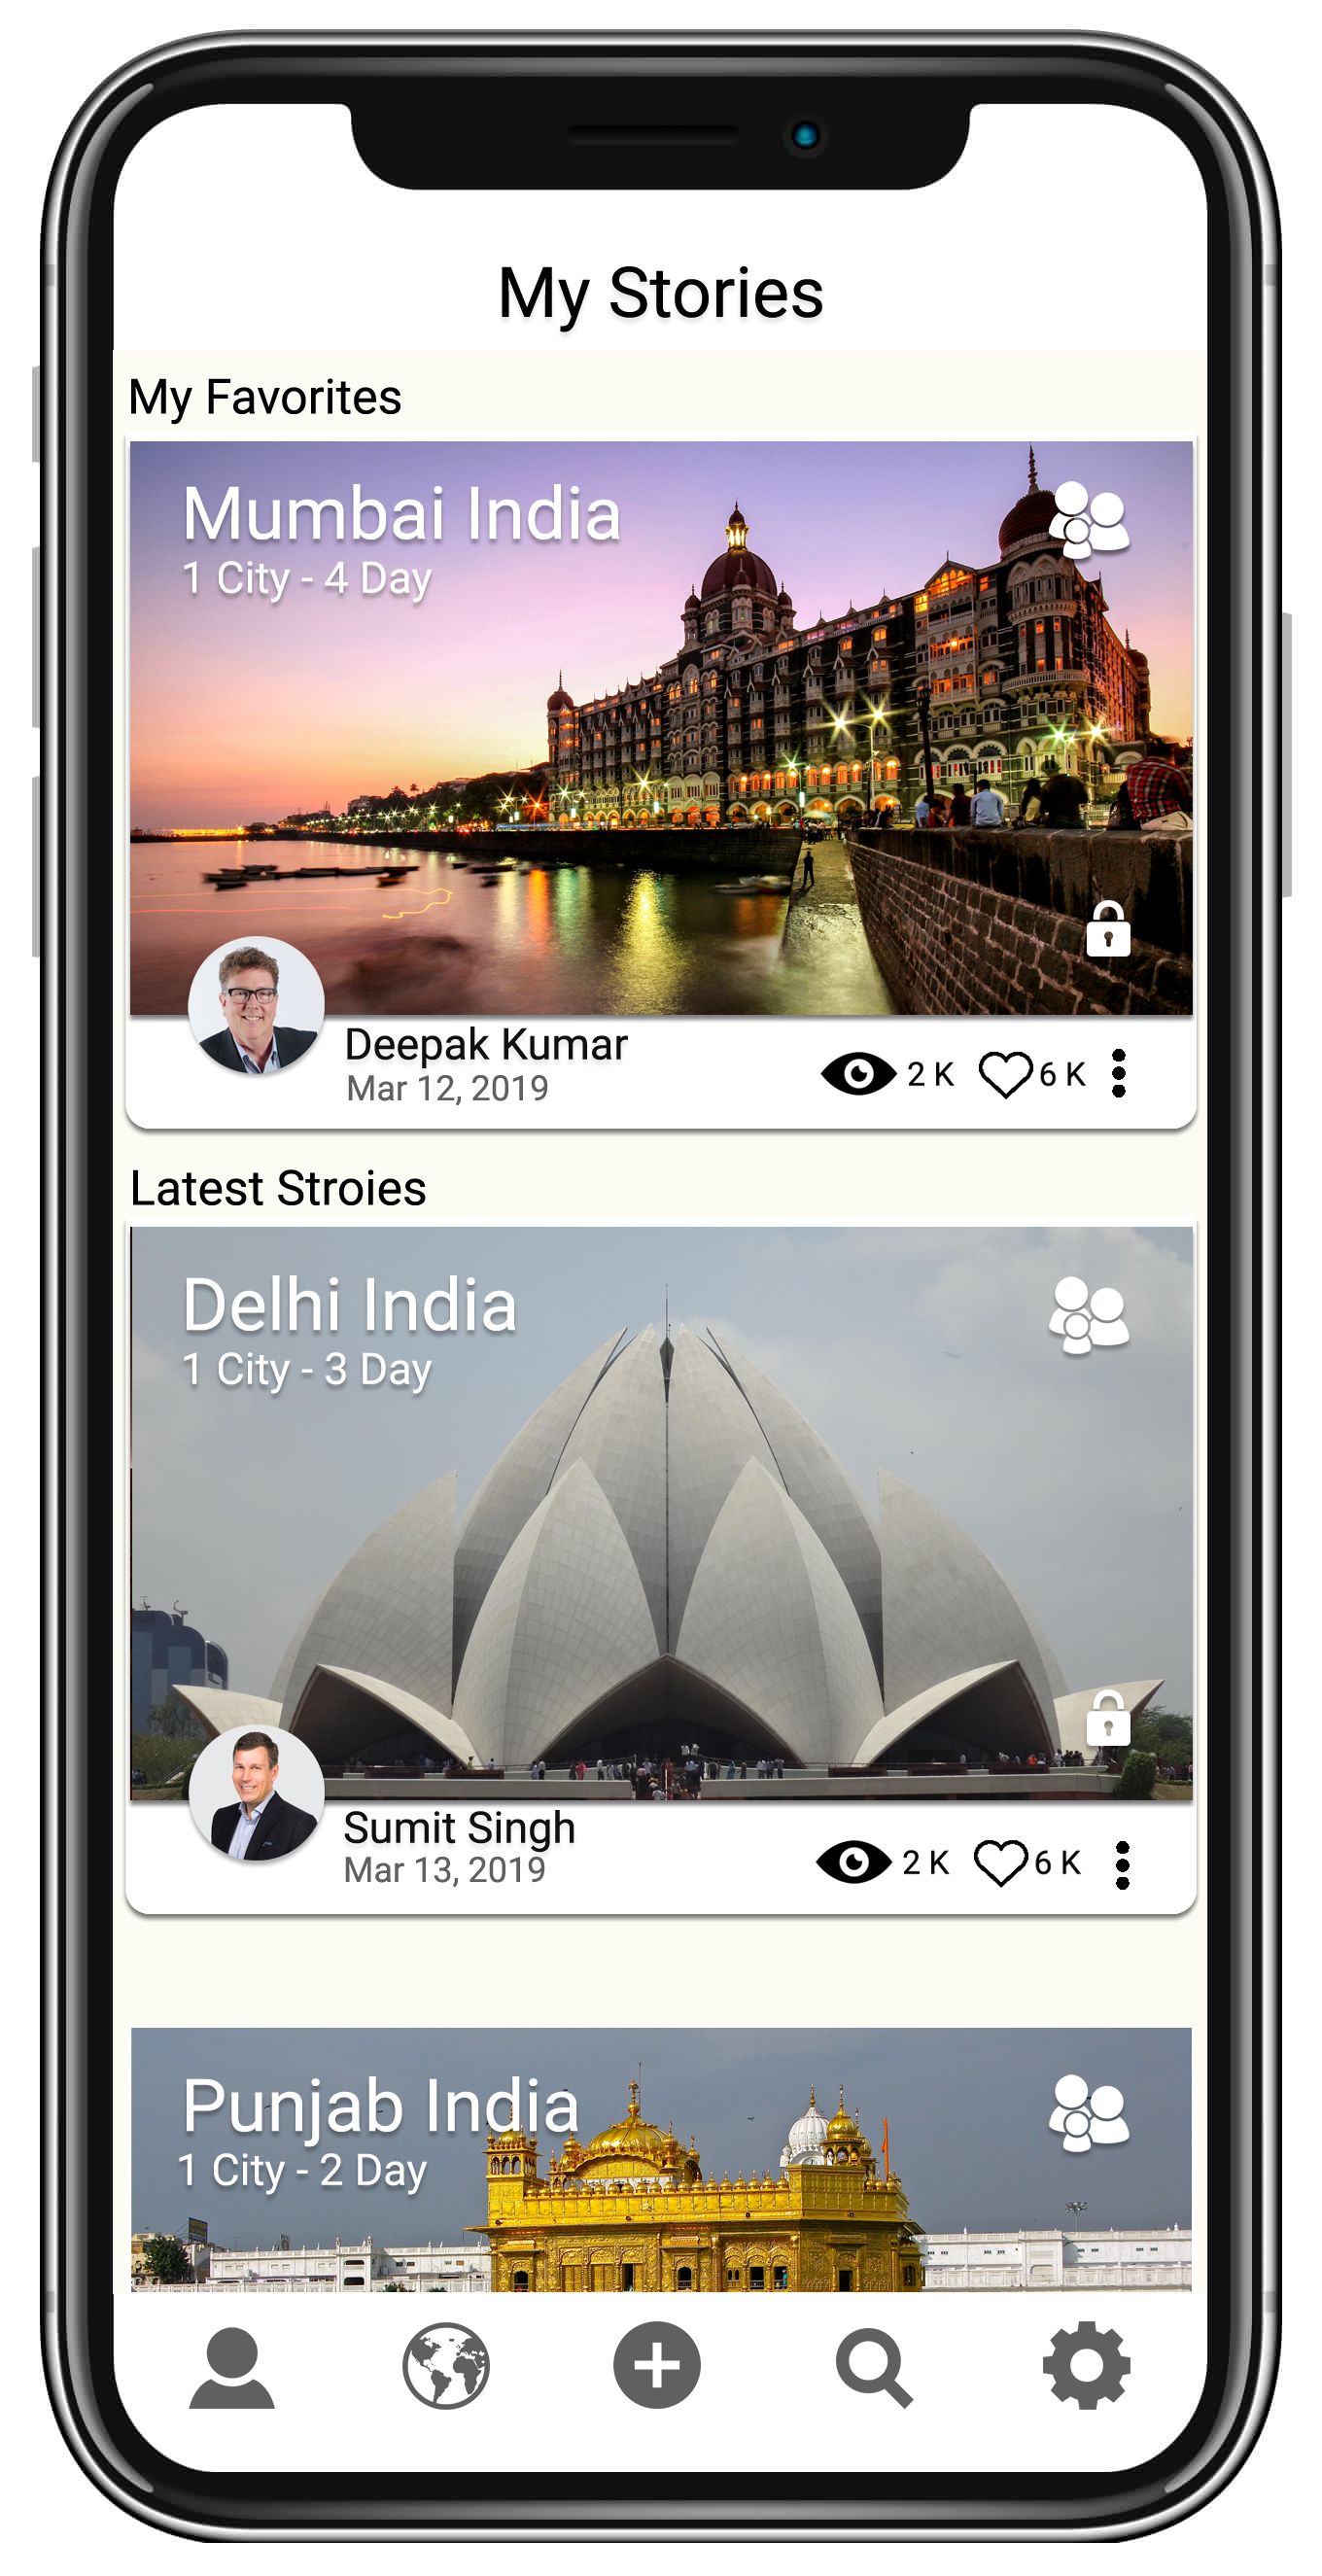 My Stories
My Favorites
Mumbai India
1 City - 4 Day
Deepak Kumar
Mar 12, 2019
2 K
6 K
Latest Stroies
Delhi India
1 City - 3 Day
Sumit Singh
Mar 13, 2019
2 K
6 K
Punjab India
1 City - 2 Day